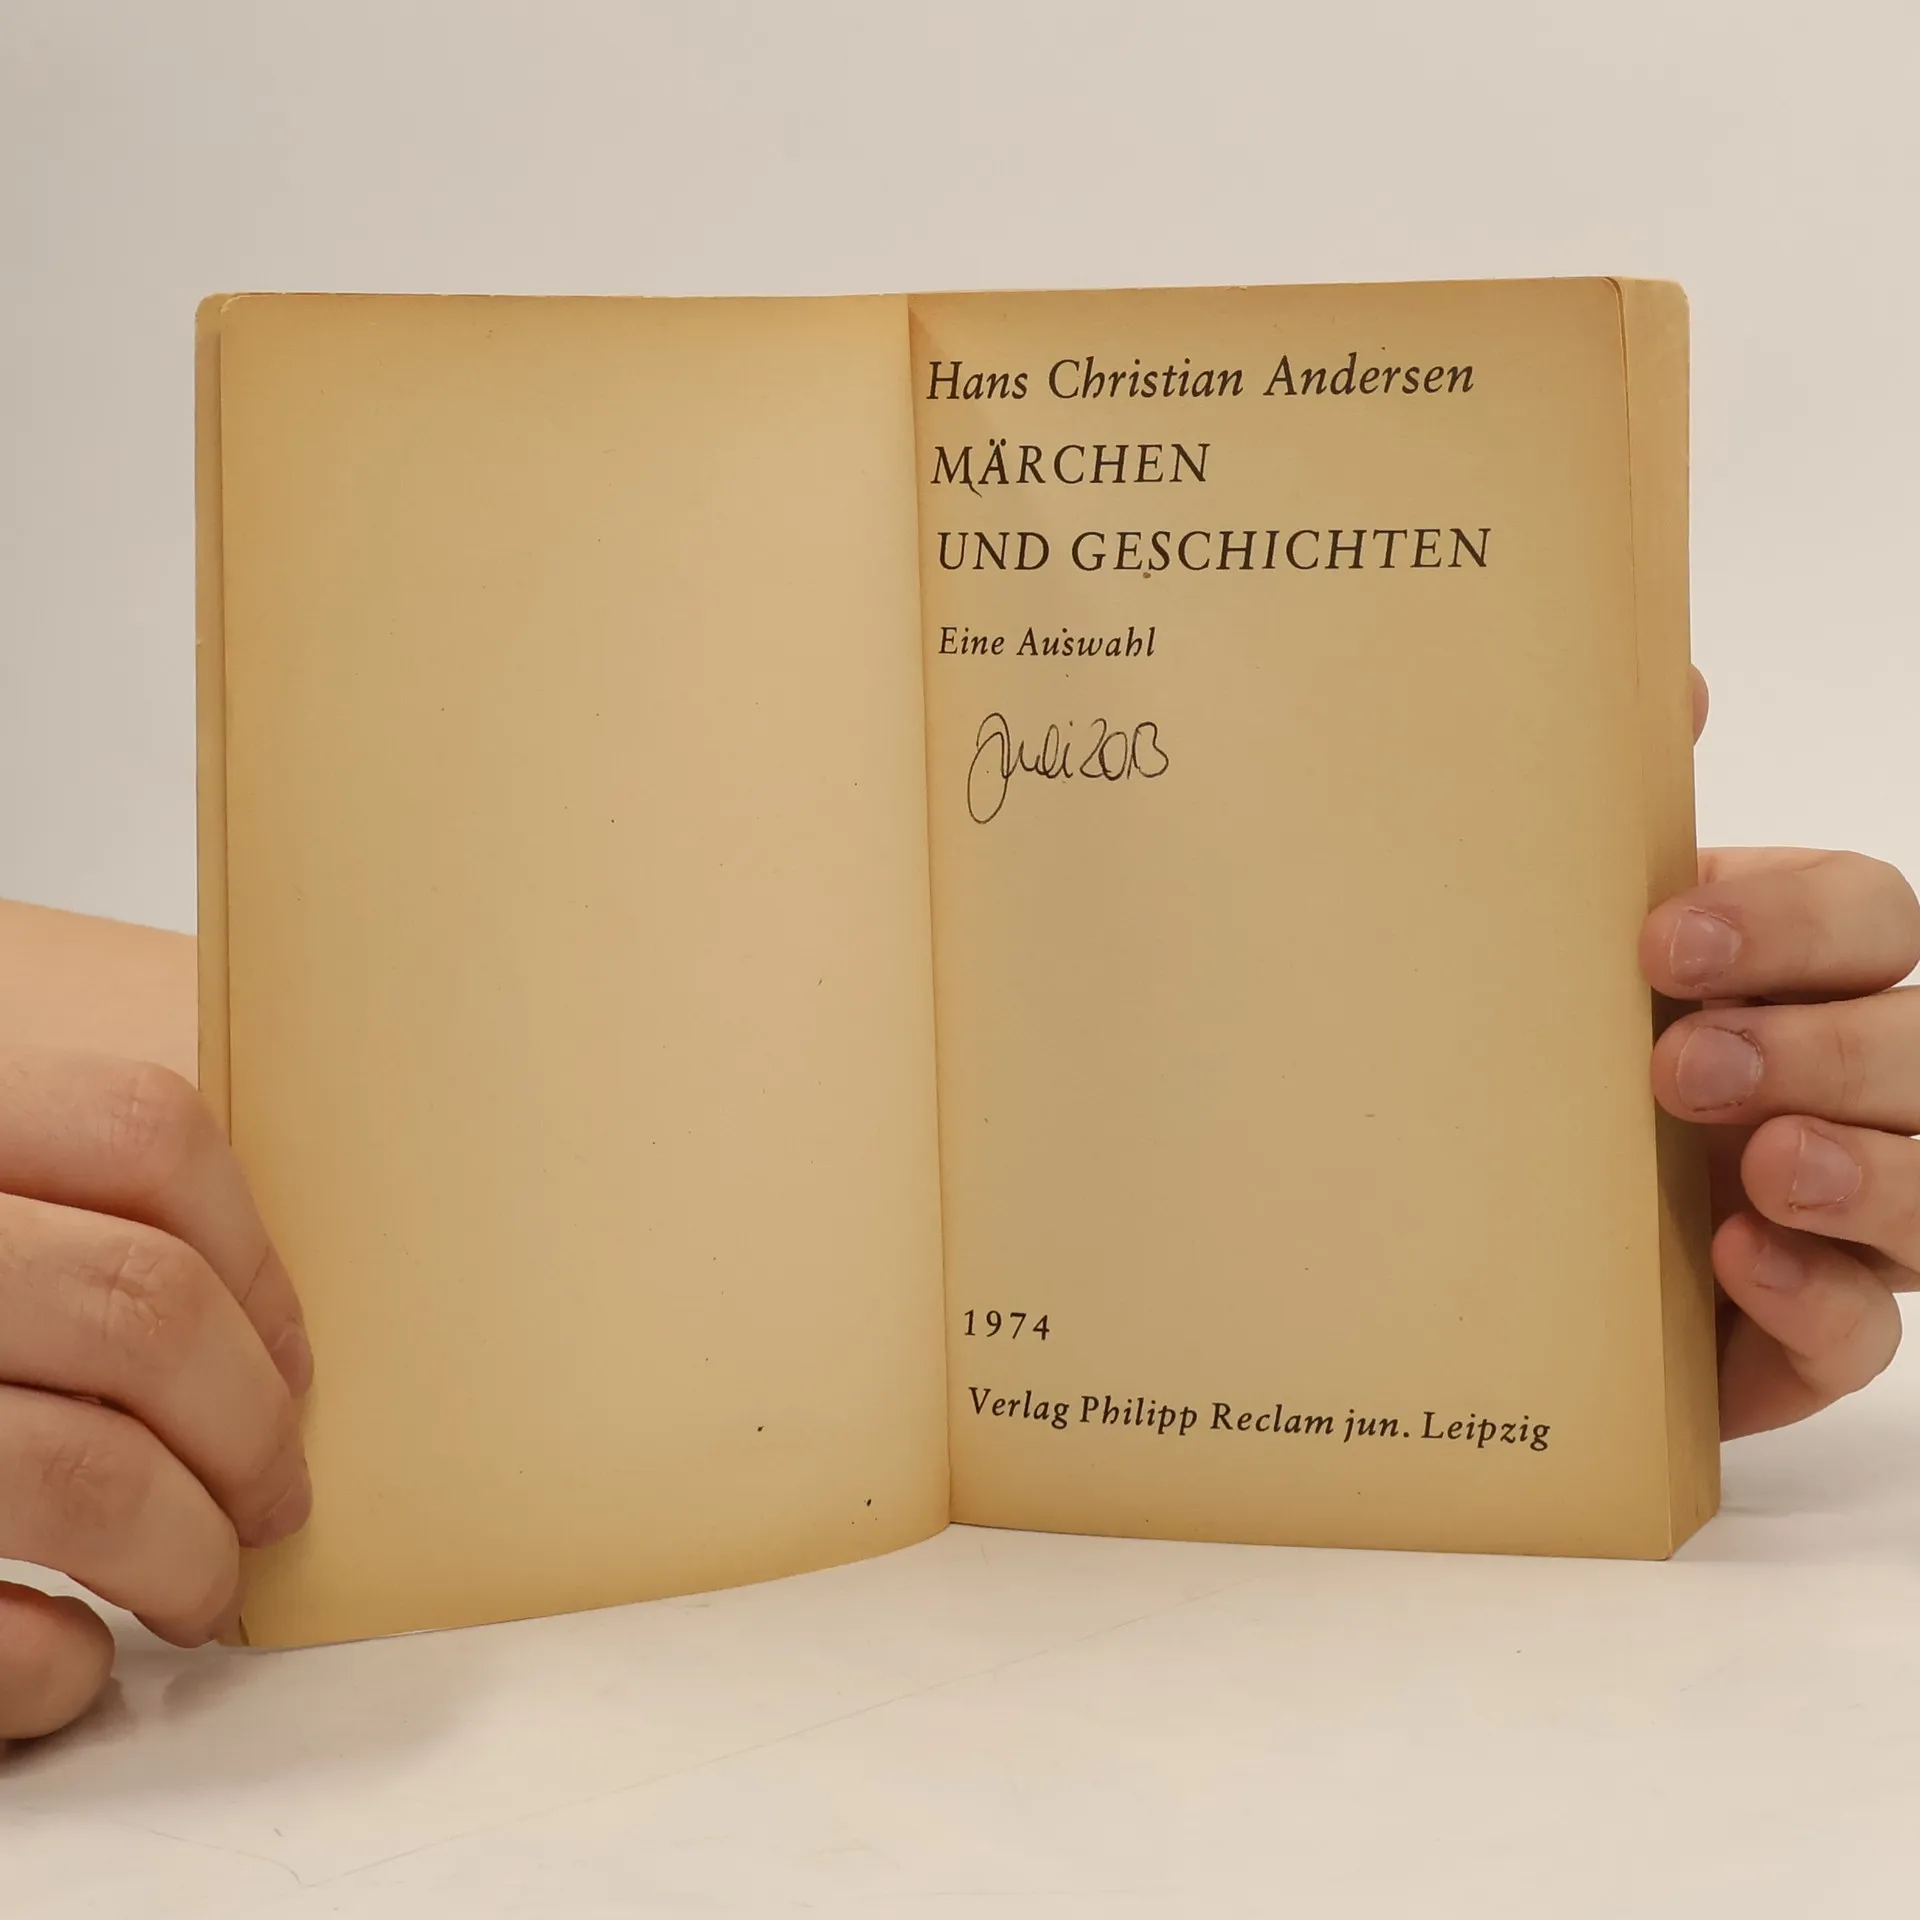 Hans Christian Andersen
MÄRCHEN
UND GESCHICHTEN
Eine Auswahl
Juli 2013
1974
Verlag Philipp Reclam jun. Leipzig